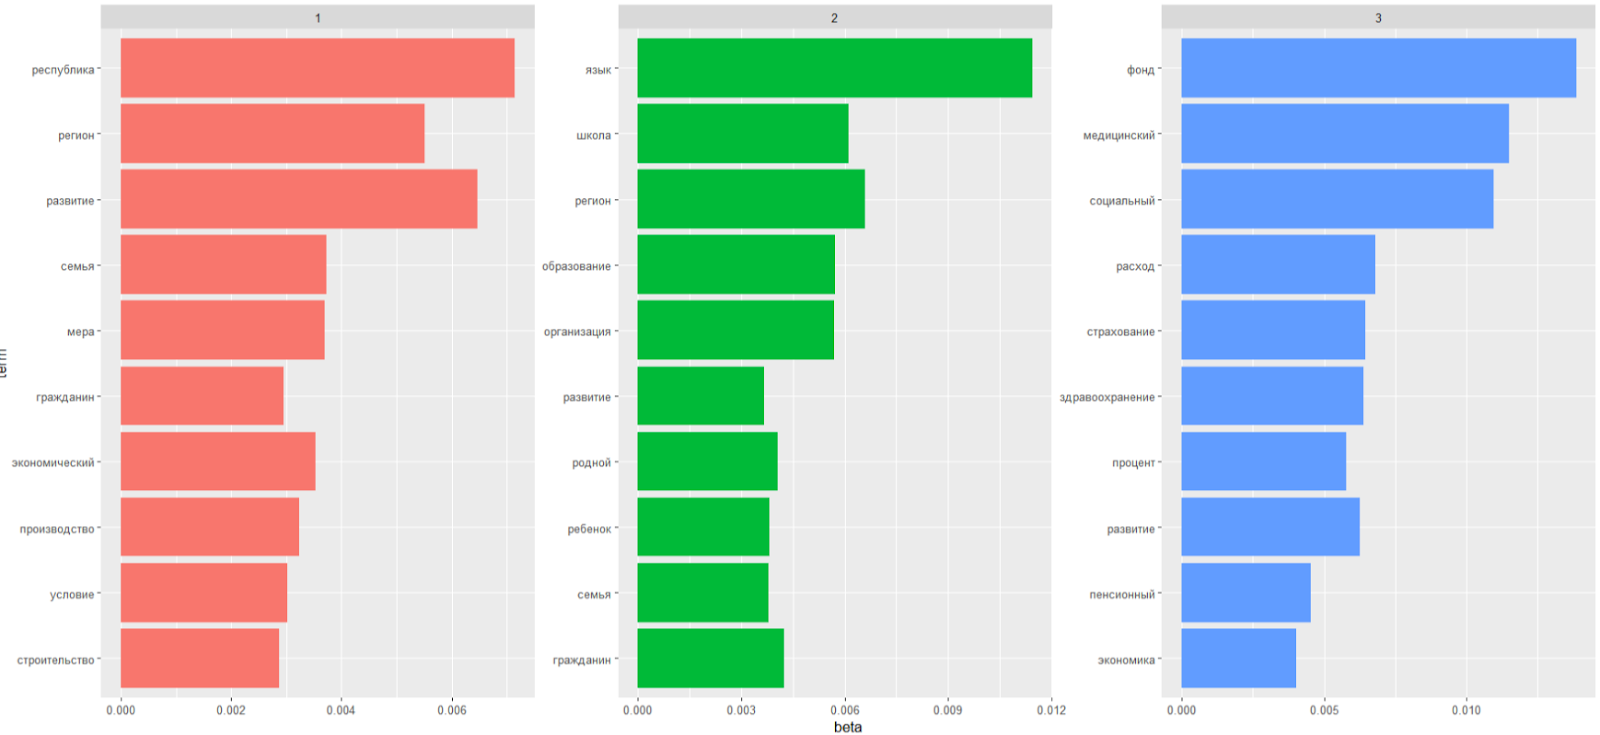 1
республика
регион
развитие
семья
мера
гражданин
экономический
производство
условие
строительство
0.000 0.002 0.004 0.006
2
язык
школа
регион
образование
организация
развитие
родной
ребенок
семья
гражданин
0.000 0.003 0.006 0.009 0.012
3
фонд
медицинский
социальный
расход
страхование
здравоохранение
процент
развитие
пенсионный
экономика
0.000 0.005 0.010
term
beta